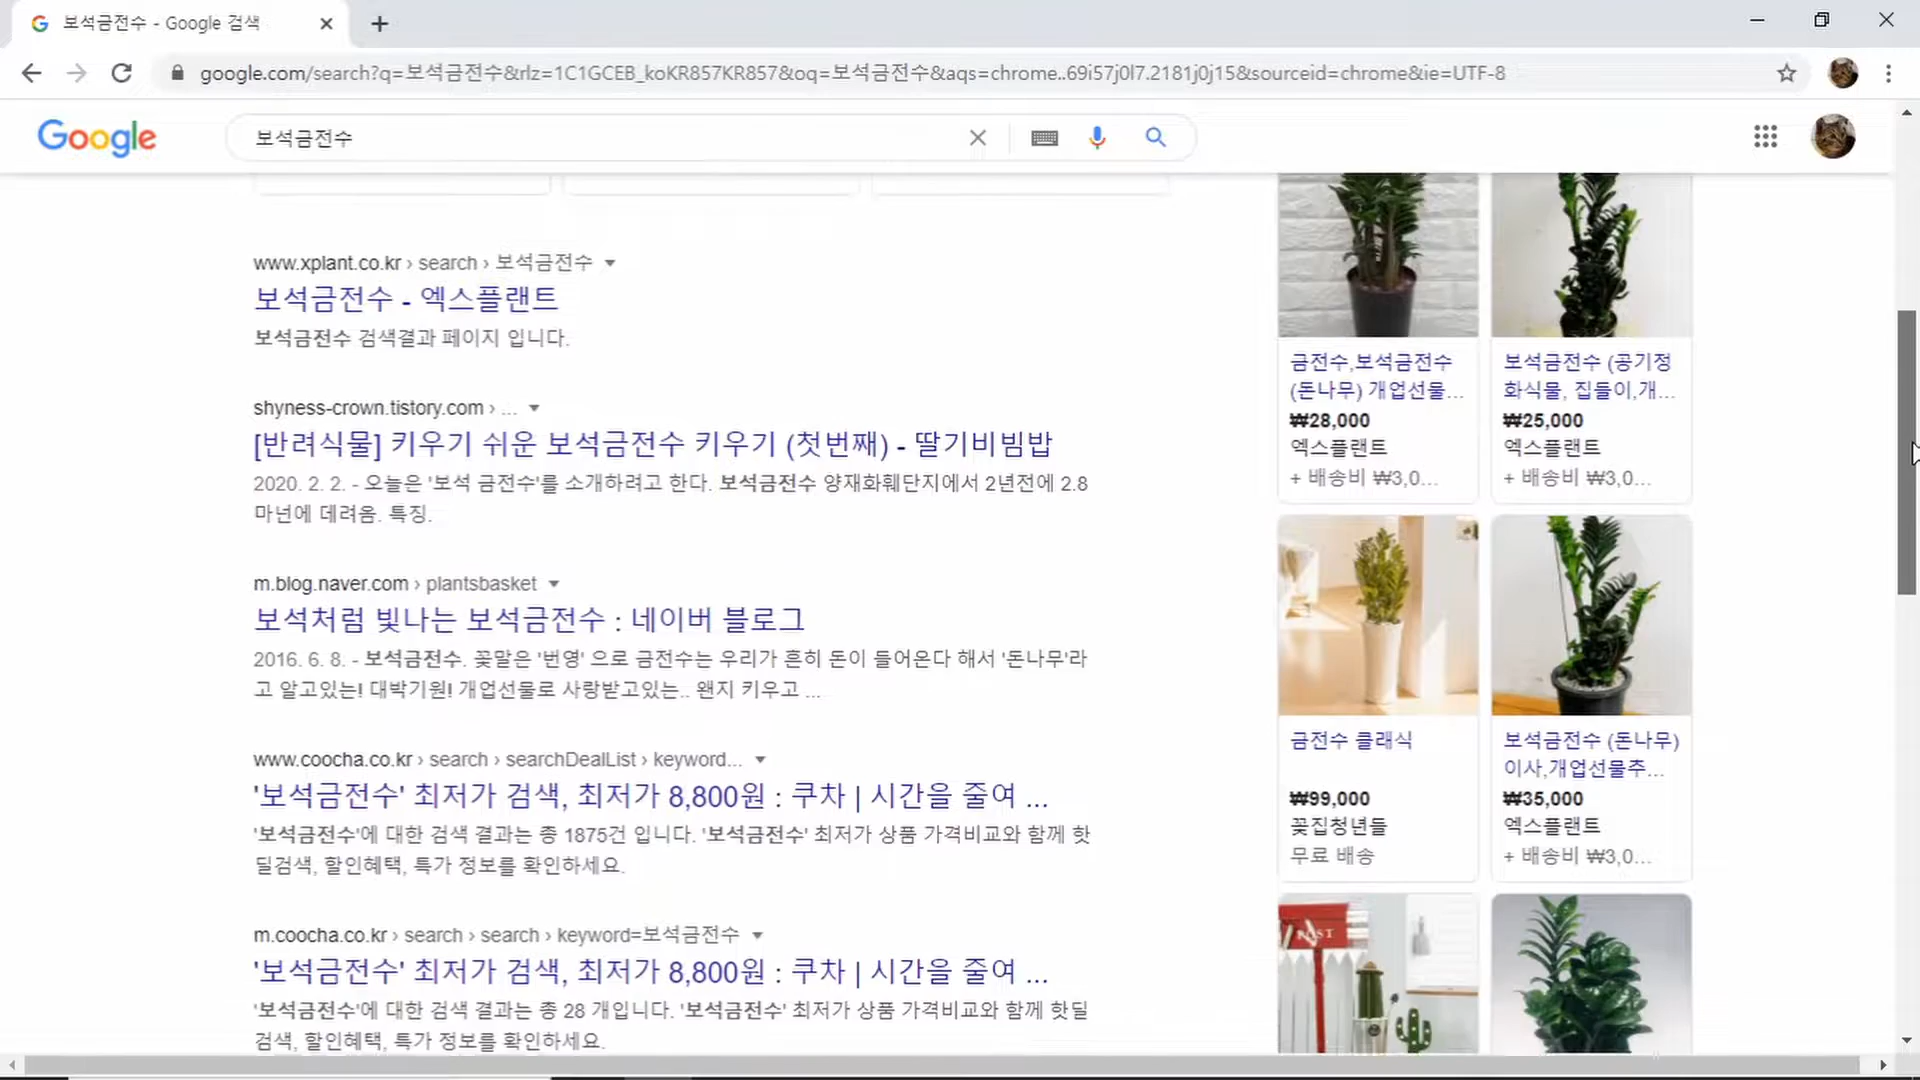 보석금전수 - Google 검색
google.com/search?q=보석금전수&rlz=1C1GCEB_koKR857KR857&oq=보석금전수&aqs=chrome..69i57j0l7.2181j0j15&sourceid=chrome&ie=UTF-8
Google
보석금전수
www.xplant.co.kr › search › 보석금전수
보석금전수 - 엑스플랜트
보석금전수 검색결과 페이지 입니다.
shyness-crown.tistory.com › ...
[반려식물] 키우기 쉬운 보석금전수 키우기 (첫번째) - 딸기비빔밥
2020. 2. 2. - 오늘은 '보석 금전수'를 소개하려고 한다. 보석금전수 양재화훼단지에서 2년전에 2.8
마넌에 데려옴. 특징.
m.blog.naver.com › plantsbasket
보석처럼 빛나는 보석금전수 : 네이버 블로그
2016. 6. 8. - 보석금전수. 꽃말은 '번영' 으로 금전수는 우리가 흔히 돈이 들어온다 해서 '돈나무'라
고 알고있는! 대박기원! 개업선물로 사랑받고있는.. 왠지 키우고 ...
www.coocha.co.kr › search › searchDealList › keyword...
'보석금전수' 최저가 검색, 최저가 8,800원 : 쿠차 | 시간을 줄여 ...
'보석금전수'에 대한 검색 결과는 총 1875건 입니다. '보석금전수' 최저가 상품 가격비교와 함께 핫
딜검색, 할인혜택, 특가 정보를 확인하세요.
m.coocha.co.kr › search › search › keyword=보석금전수
'보석금전수' 최저가 검색, 최저가 8,800원 : 쿠차 | 시간을 줄여 ...
'보석금전수'에 대한 검색 결과는 총 28 개입니다. '보석금전수' 최저가 상품 가격비교와 함께 핫딜
검색, 할인혜택, 특가 정보를 확인하세요.
금전수,보석금전수
(돈나무) 개업선물...
₩28,000
엑스플랜트
+ 배송비 ₩3,0...
보석금전수 (공기정
화식물, 집들이,개...
₩25,000
엑스플랜트
+ 배송비 ₩3,0...
금전수 클래식
₩99,000
꽃집청년들
무료 배송
보석금전수 (돈나무)
이사,개업선물추...
₩35,000
엑스플랜트
+ 배송비 ₩3,0...
POST